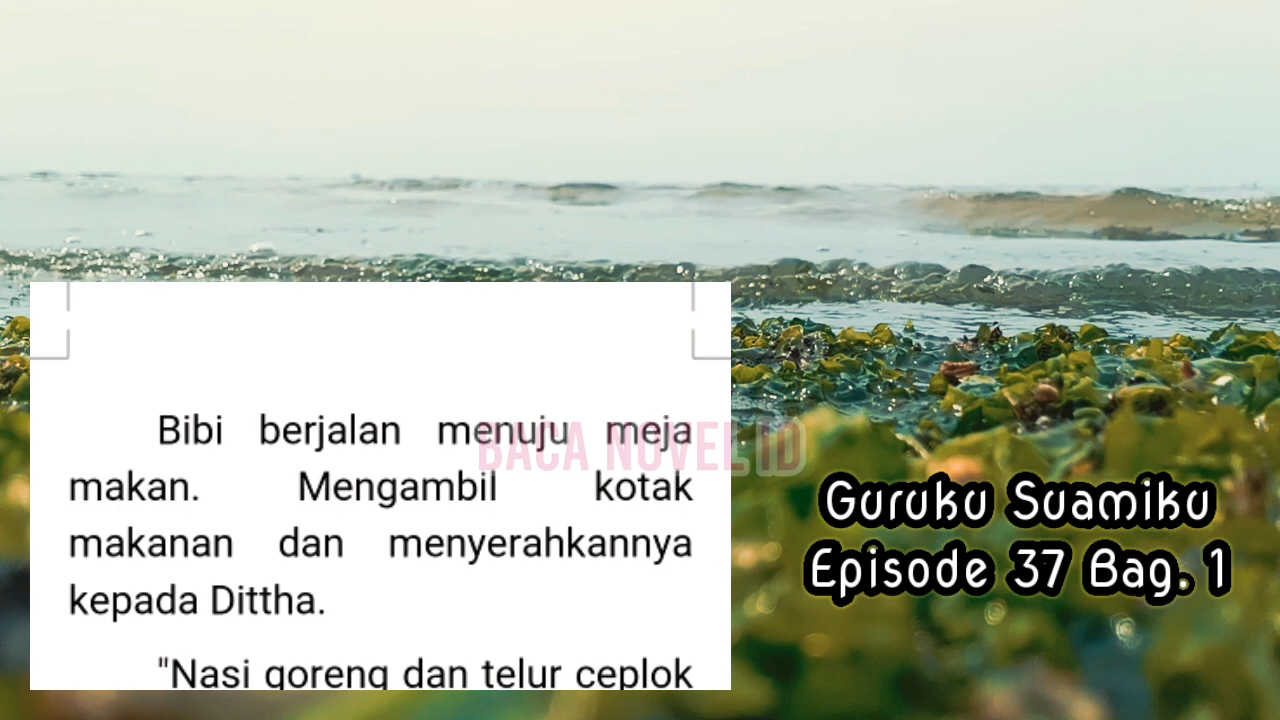 Bibi berjalan menuju meja
makan. Mengambil kotak
makanan dan menyerahkannya
kepada Dittha.
"Nasi goreng dan telur ceplok
BACA NOVEL ID
Guruku Suamiku
Episode 37 Bag. 1